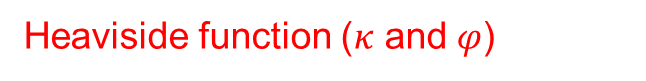 Heaviside function (κ and φ)